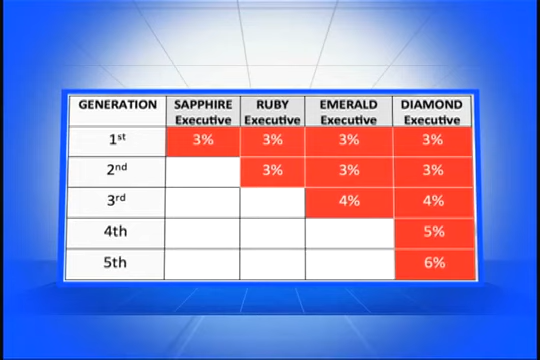 GENERATION SAPPHIRE Executive RUBY Executive EMERALD Executive DIAMOND Executive
1st 3% 3% 3% 3%
2nd 3% 3% 3%
3rd 4% 4%
4th 5%
5th 6%